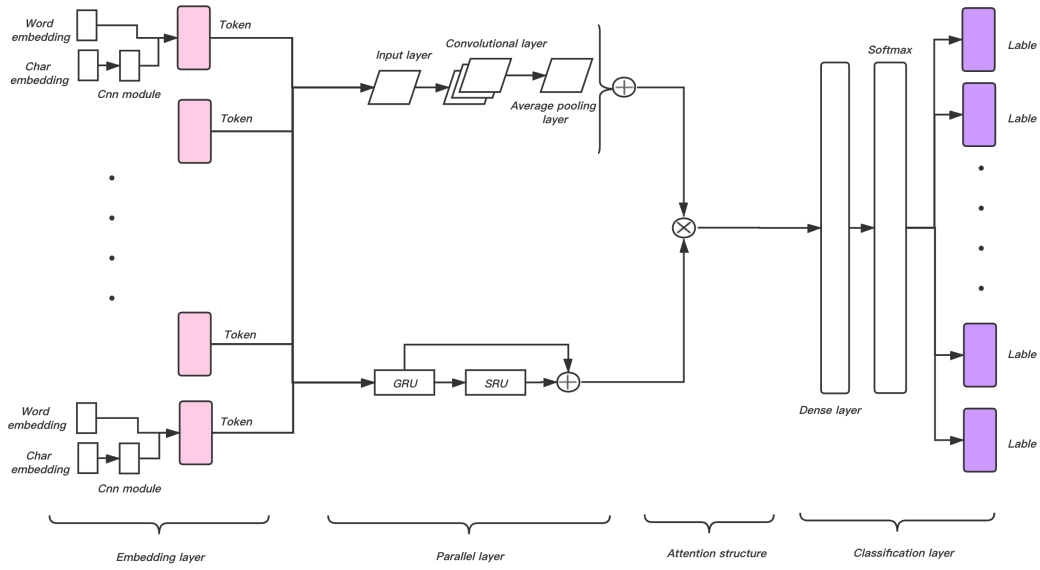 Word
embedding
Char
embedding
Cnn module
Token
Token
Token
Word
embedding
Char
embedding
Cnn module
Token
Input layer
Convolutional layer
Average pooling
layer
GRU
SRU
Softmax
Dense layer
Lable
Lable
Lable
Lable
Embedding layer
Parallel layer
Attention structure
Classification layer